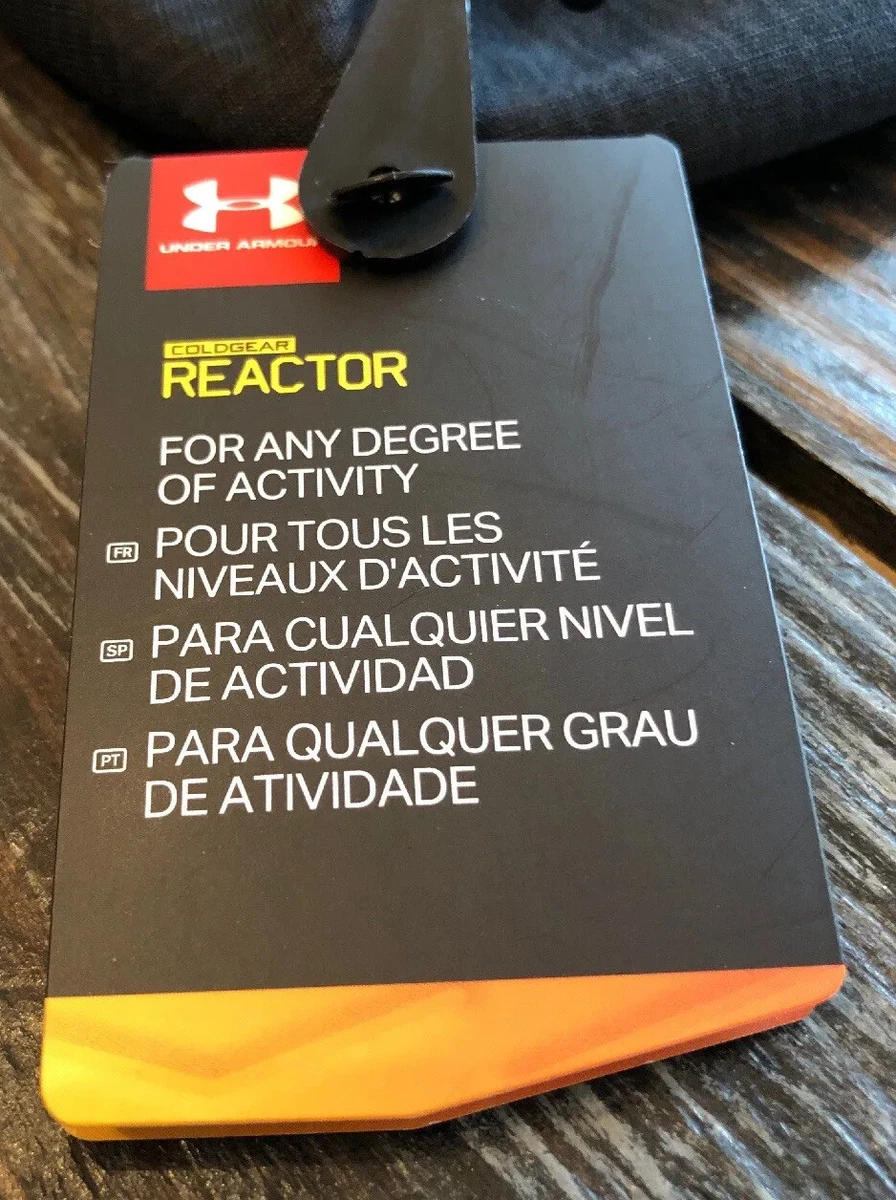 UNDER ARMOUR
COLDGEAR
REACTOR
FOR ANY DEGREE
OF ACTIVITY
FR POUR TOUS LES
NIVEAUX D'ACTIVITÉ
SP PARA CUALQUIER NIVEL
DE ACTIVIDAD
PT PARA QUALQUER GRAU
DE ATIVIDADE